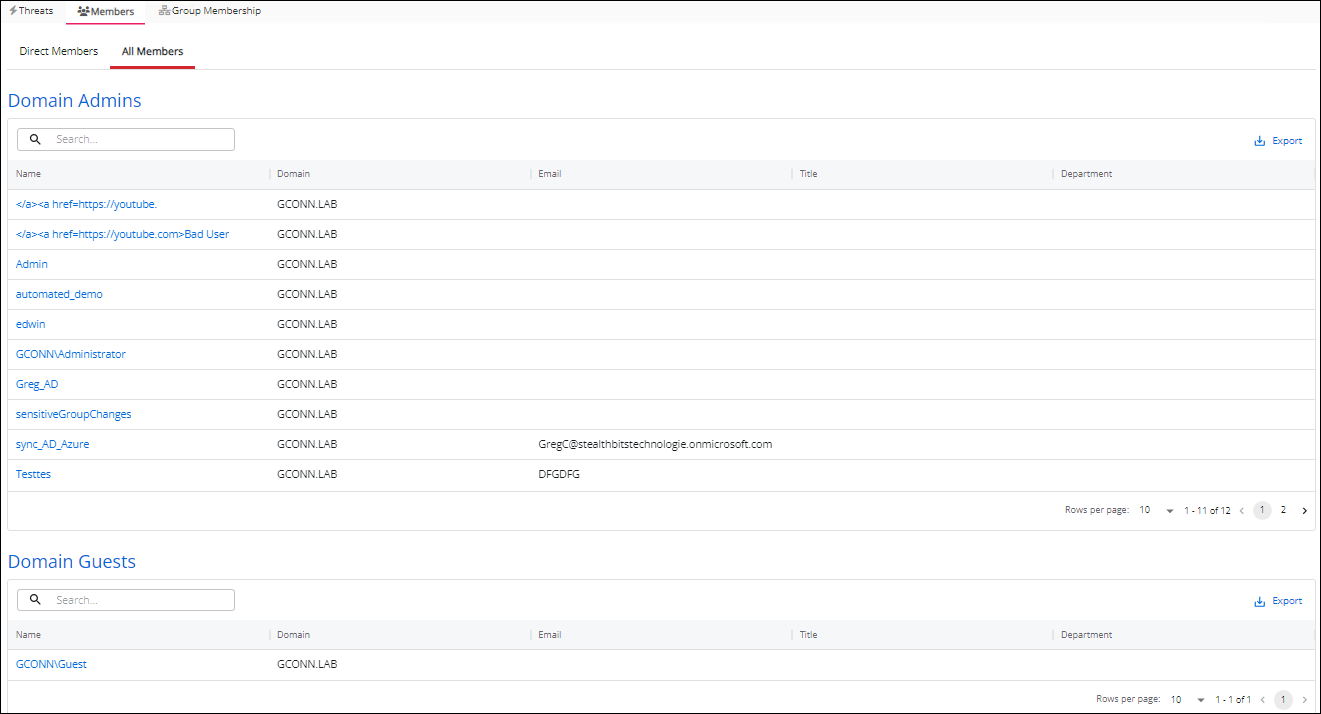 Threats Members Group Membership
Direct Members All Members
Domain Admins
Search...
Export
Name Domain Email Title Department
</a><a href=https://youtube. GCONN.LAB
</a><a href=https://youtube.com>Bad User GCONN.LAB
Admin GCONN.LAB
automated_demo GCONN.LAB
edwin GCONN.LAB
GCONN\Administrator GCONN.LAB
Greg_AD GCONN.LAB
sensitiveGroupChanges GCONN.LAB
sync_AD_Azure GCONN.LAB GregC@stealthbitstechnologie.onmicrosoft.com
Testtes GCONN.LAB DFGDFG
Rows per page: 10 1 - 11 of 12 < 1 2 >
Domain Guests
Search...
Export
Name Domain Email Title Department
GCONN\Guest GCONN.LAB
Rows per page: 10 1 - 1 of 1 < 1 >